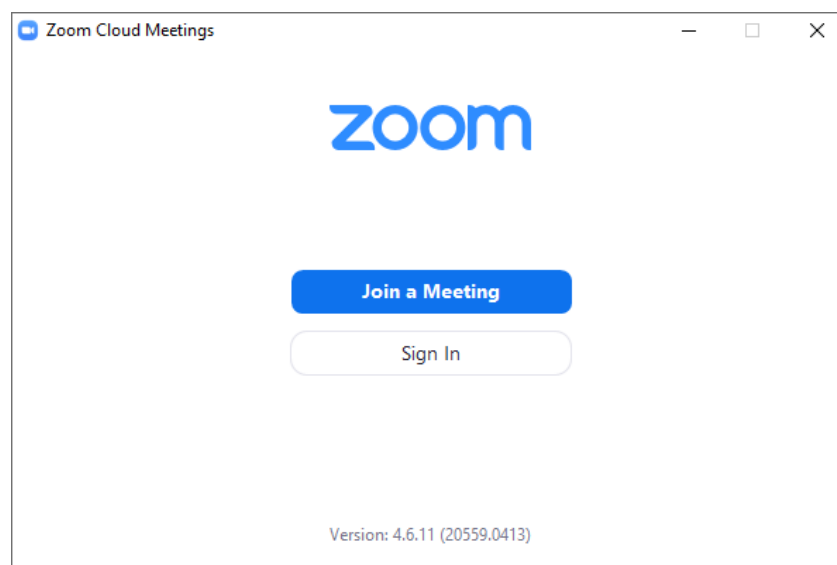 Zoom Cloud Meetings
zoom
Join a Meeting
Sign In
Version: 4.6.11 (20559.0413)